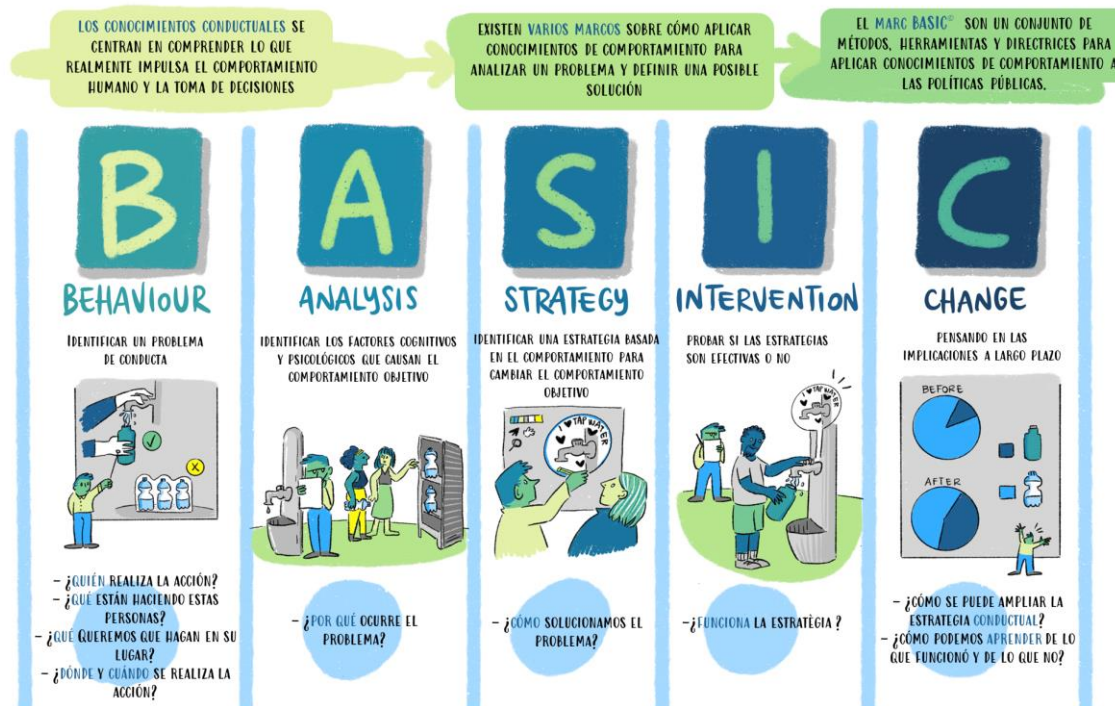 LOS CONOCIMIENTOS CONDUCTUALES SE
CENTRAN EN COMPRENDER LO QUE
REALMENTE IMPULSA EL COMPORTAMIENTO
HUMANO Y LA TOMA DE DECISIONES
EXISTEN VARIOS MARCOS SOBRE CÓMO APLICAR
CONOCIMIENTOS DE COMPORTAMIENTO PARA
ANALIZAR UN PROBLEMA Y DEFINIR UNA POSIBLE
SOLUCIÓN
EL MARC BASIC© SON UN CONJUNTO DE
MÉTODOS, HERRAMIENTAS Y DIRECTRICES PARA
APLICAR CONOCIMIENTOS DE COMPORTAMIENTO A
LAS POLÍTICAS PÚBLICAS.
B
BEHAVIOUR
IDENTIFICAR UN PROBLEMA
DE CONDUCTA
- ¿QUIÉN REALIZA LA ACCIÓN?
- ¿QUÉ ESTÁN HACIENDO ESTAS
PERSONAS?
- ¿QUÉ QUEREMOS QUE HAGAN EN SU
LUGAR?
- ¿DÓNDE Y CUÁNDO SE REALIZA LA
ACCIÓN?
A
ANALYSIS
IDENTIFICAR LOS FACTORES COGNITIVOS
Y PSICOLÓGICOS QUE CAUSAN EL
COMPORTAMIENTO OBJETIVO
- ¿POR QUÉ OCURRE EL
PROBLEMA?
S
STRATEGY
IDENTIFICAR UNA ESTRATEGIA BASADA
EN EL COMPORTAMIENTO PARA
CAMBIAR EL COMPORTAMIENTO
OBJETIVO
I ♥ TAP WATER
- ¿CÓMO SOLUCIONAMOS EL
PROBLEMA?
I
INTERVENTION
PROBAR SI LAS ESTRATEGIAS
SON EFECTIVAS O NO
I ♥ TAP WATER
-¿FUNCIONA LA ESTRATÈGIA ?
C
CHANGE
PENSANDO EN LAS
IMPLICACIONES A LARGO PLAZO
BEFORE
AFTER
- ¿CÓMO SE PUEDE AMPLIAR LA
ESTRATEGIA CONDUCTUAL?
- ¿CÓMO PODEMOS APRENDER DE LO
QUE FUNCIONÓ Y DE LO QUE NO?